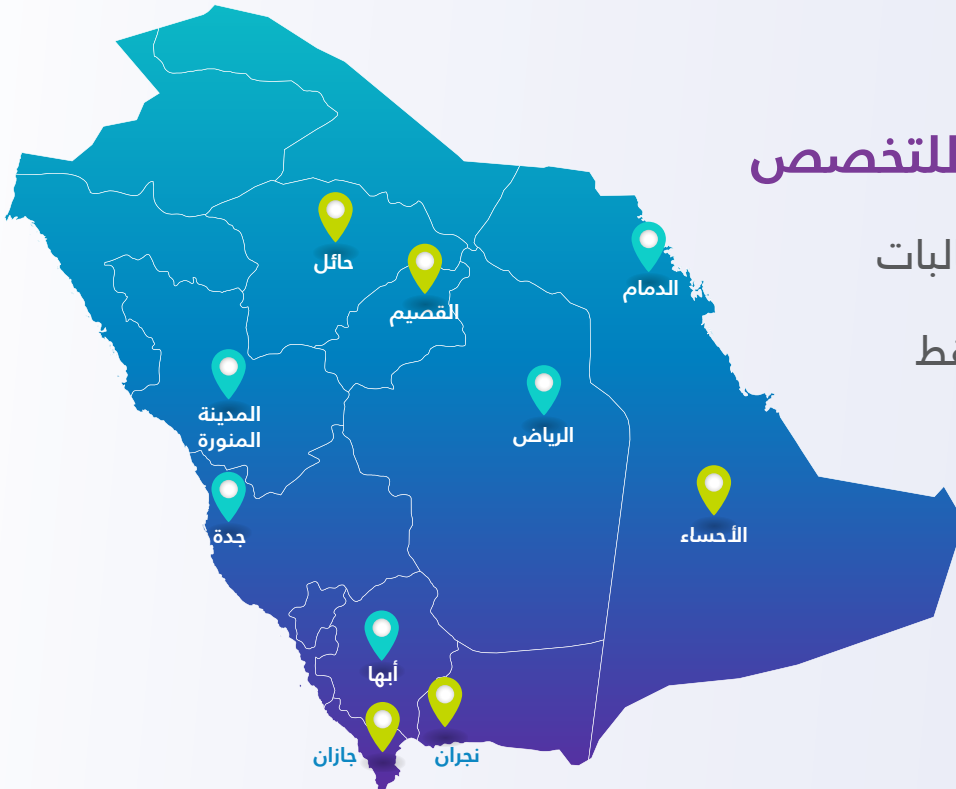 للتخصص
حائل
القصيم
الدمام
المدينة
المنورة
الرياض
جدة
الأحساء
أبها
جازان
نجران